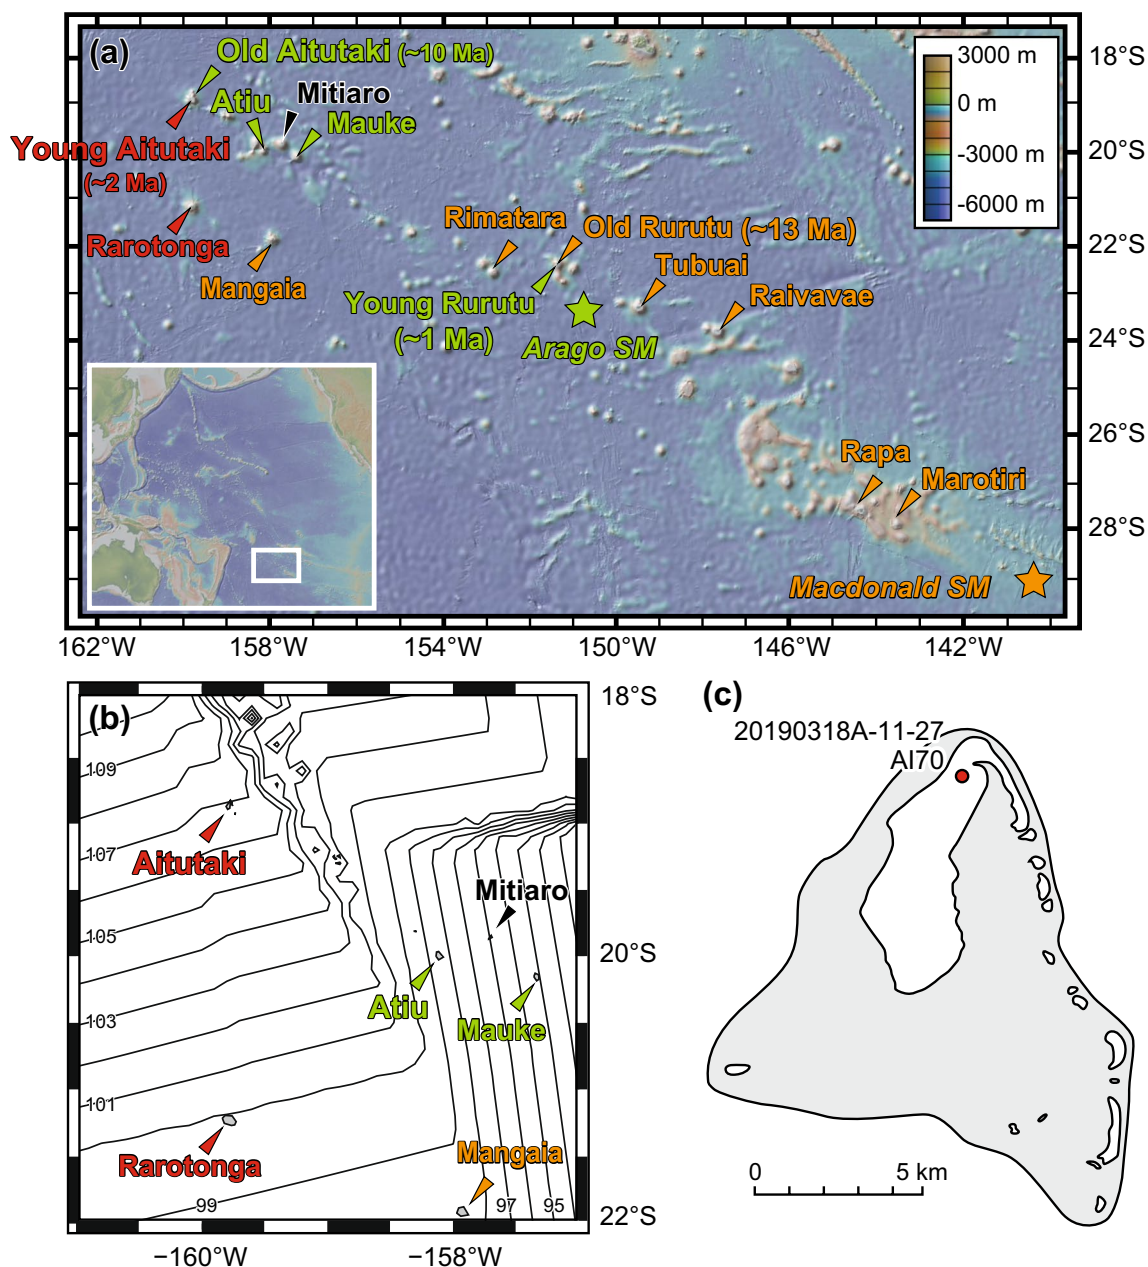 (a)
Old Aitutaki (~10 Ma)
Atiu
Mitiaro
Mauke
Young Aitutaki
(~2 Ma)
Rarotonga
Mangaia
Rimatara
Old Rurutu (~13 Ma)
Tubuai
Young Rurutu
(~1 Ma)
Raivavae
Arago SM
Rapa
Marotiri
Macdonald SM
3000 m
0 m
-3000 m
-6000 m
18°S
20°S
22°S
24°S
26°S
28°S
162°W
158°W
154°W
150°W
146°W
142°W
(b)
109
107
105
103
101
99
97
95
Aitutaki
Mitiaro
Atiu
Mauke
Rarotonga
Mangaia
18°S
20°S
22°S
−160°W
−158°W
(c)
20190318A-11-27
AI70
0
5 km